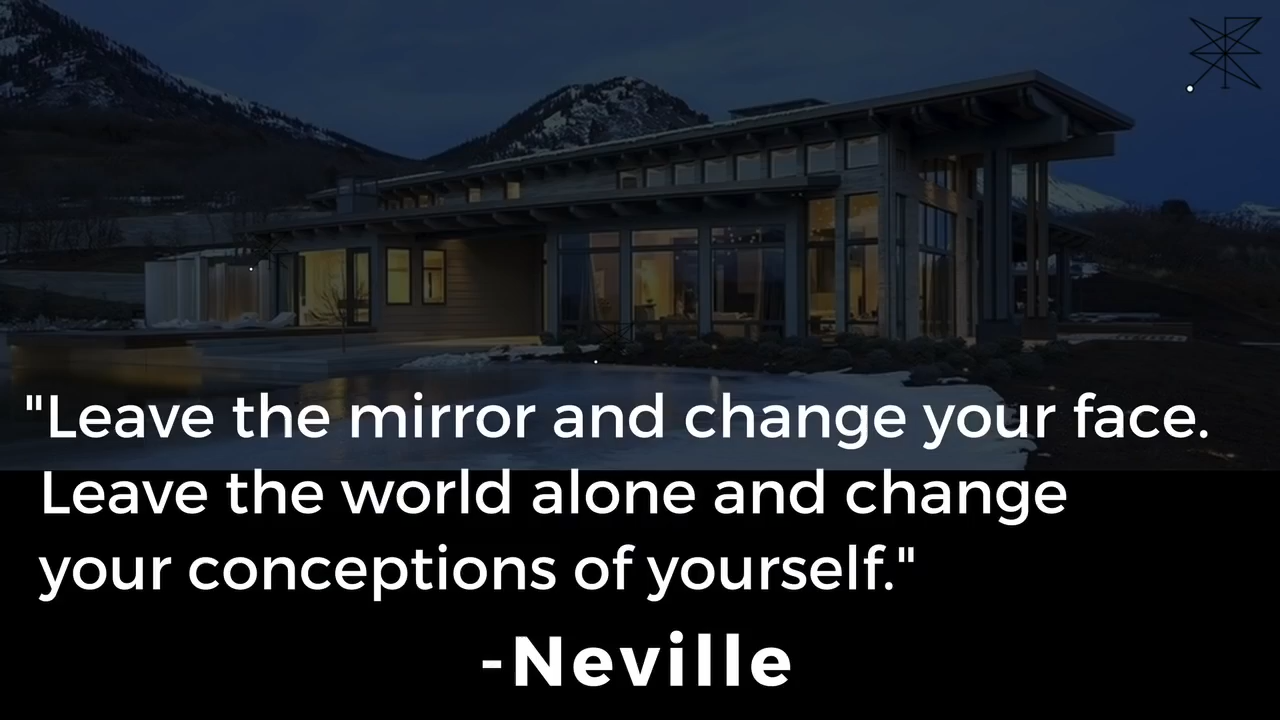 "Leave the mirror and change your face.
Leave the world alone and change
your conceptions of yourself."
-Neville